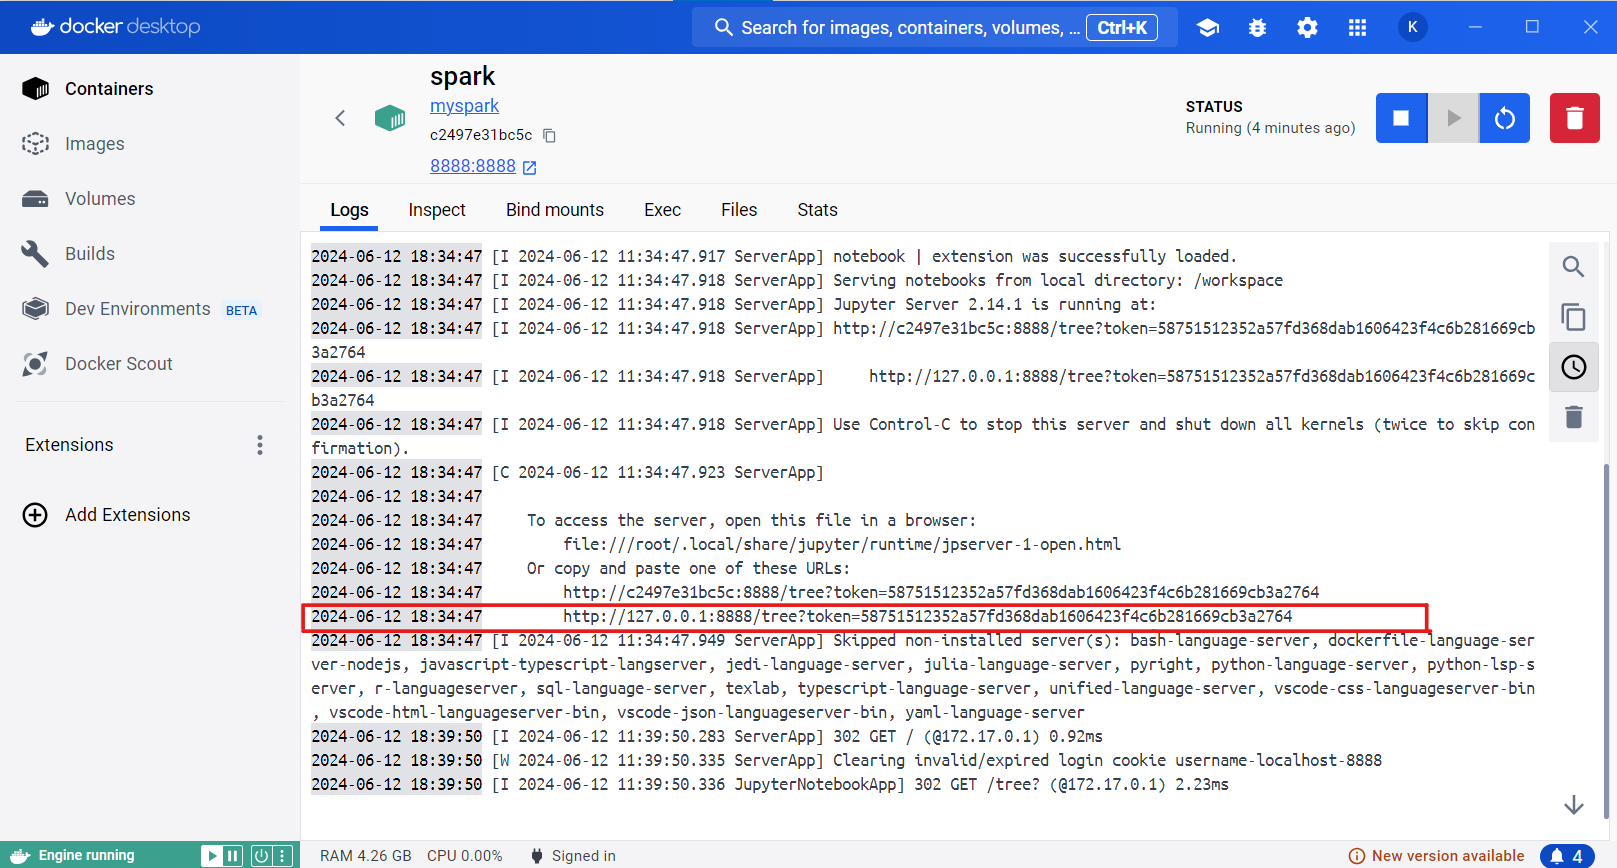 docker desktop
Search for images, containers, volumes, ... Ctrl+K
K
Containers
Images
Volumes
Builds
Dev Environments BETA
Docker Scout
Extensions
Add Extensions
spark
myspark
c2497e31bc5c
8888:8888
STATUS
Running (4 minutes ago)
Logs Inspect Bind mounts Exec Files Stats
2024-06-12 18:34:47 [I 2024-06-12 11:34:47.917 ServerApp] notebook | extension was successfully loaded.
2024-06-12 18:34:47 [I 2024-06-12 11:34:47.918 ServerApp] Serving notebooks from local directory: /workspace
2024-06-12 18:34:47 [I 2024-06-12 11:34:47.918 ServerApp] Jupyter Server 2.14.1 is running at:
2024-06-12 18:34:47 [I 2024-06-12 11:34:47.918 ServerApp] http://c2497e31bc5c:8888/tree?token=58751512352a57fd368dab1606423f4c6b281669cb
3a2764
2024-06-12 18:34:47 [I 2024-06-12 11:34:47.918 ServerApp]     http://127.0.0.1:8888/tree?token=58751512352a57fd368dab1606423f4c6b281669c
b3a2764
2024-06-12 18:34:47 [I 2024-06-12 11:34:47.918 ServerApp] Use Control-C to stop this server and shut down all kernels (twice to skip con
firmation).
2024-06-12 18:34:47 [C 2024-06-12 11:34:47.923 ServerApp]
2024-06-12 18:34:47
2024-06-12 18:34:47     To access the server, open this file in a browser:
2024-06-12 18:34:47         file:///root/.local/share/jupyter/runtime/jpserver-1-open.html
2024-06-12 18:34:47     Or copy and paste one of these URLs:
2024-06-12 18:34:47         http://c2497e31bc5c:8888/tree?token=58751512352a57fd368dab1606423f4c6b281669cb3a2764
2024-06-12 18:34:47         http://127.0.0.1:8888/tree?token=58751512352a57fd368dab1606423f4c6b281669cb3a2764
2024-06-12 18:34:47 [I 2024-06-12 11:34:47.949 ServerApp] Skipped non-installed server(s): bash-language-server, dockerfile-language-ser
ver-nodejs, javascript-typescript-langserver, jedi-language-server, julia-language-server, pyright, python-language-server, python-lsp-s
erver, r-languageserver, sql-language-server, texlab, typescript-language-server, unified-language-server, vscode-css-languageserver-bin
, vscode-html-languageserver-bin, vscode-json-languageserver-bin, yaml-language-server
2024-06-12 18:39:50 [I 2024-06-12 11:39:50.283 ServerApp] 302 GET / (@172.17.0.1) 0.92ms
2024-06-12 18:39:50 [W 2024-06-12 11:39:50.335 ServerApp] Clearing invalid/expired login cookie username-localhost-8888
2024-06-12 18:39:50 [I 2024-06-12 11:39:50.336 JupyterNotebookApp] 302 GET /tree? (@172.17.0.1) 2.23ms
Engine running
RAM 4.26 GB CPU 0.00% Signed in
New version available 4